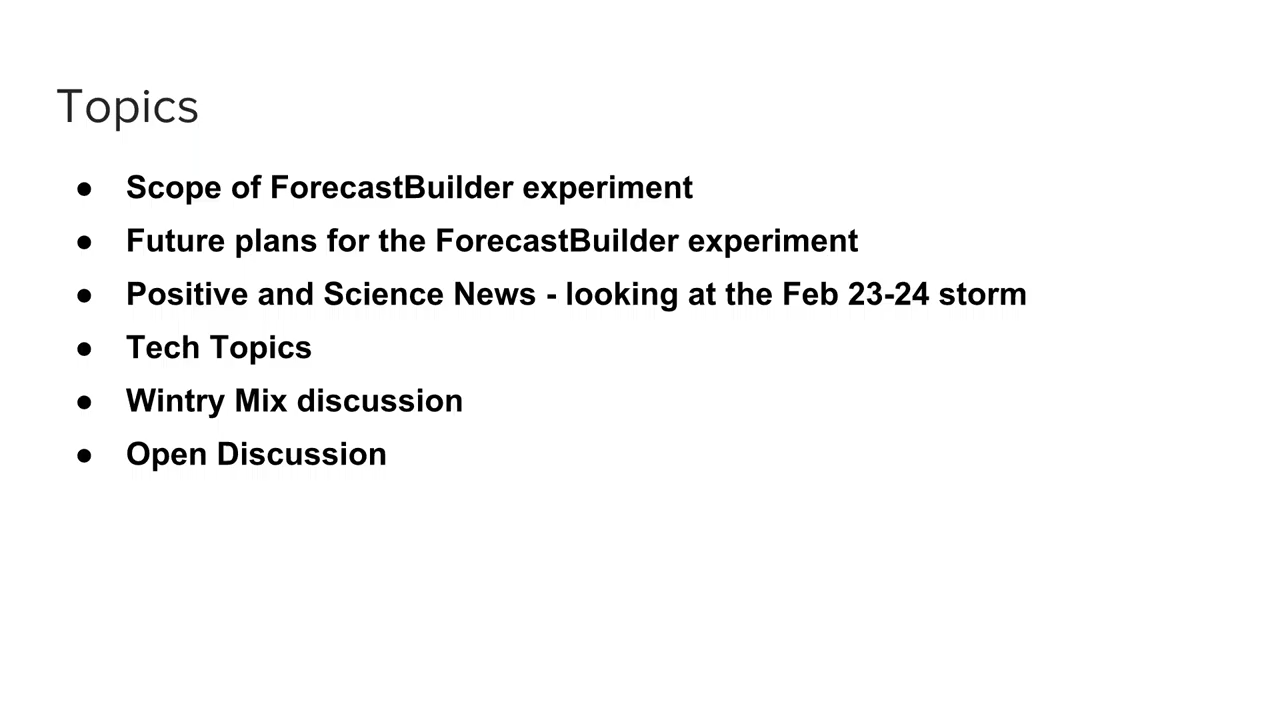 Topics
● Scope of ForecastBuilder experiment
● Future plans for the ForecastBuilder experiment
● Positive and Science News - looking at the Feb 23-24 storm
● Tech Topics
● Wintry Mix discussion
● Open Discussion